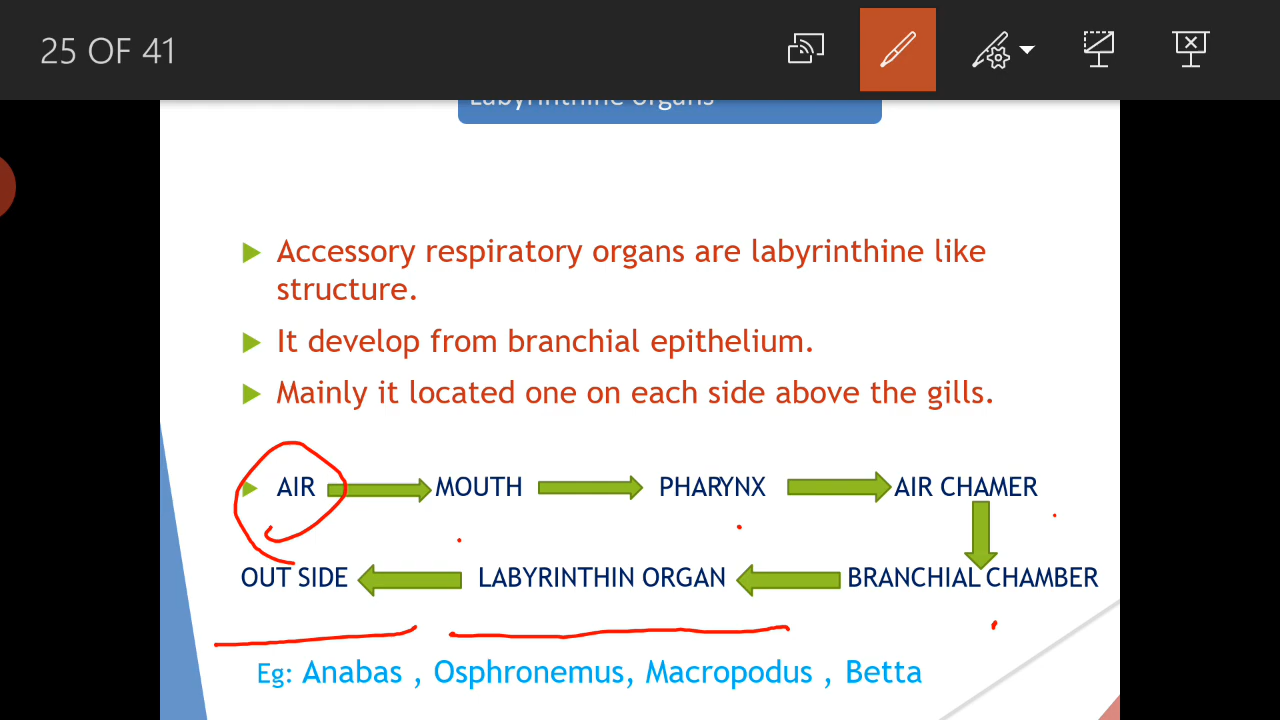 25 OF 41
Labyrinthine organs
Accessory respiratory organs are labyrinthine like
structure.
It develop from branchial epithelium.
Mainly it located one on each side above the gills.
AIR MOUTH PHARYNX AIR CHAMER
OUT SIDE LABYRINTHIN ORGAN BRANCHIAL CHAMBER
Eg: Anabas , Osphronemus, Macropodus , Betta